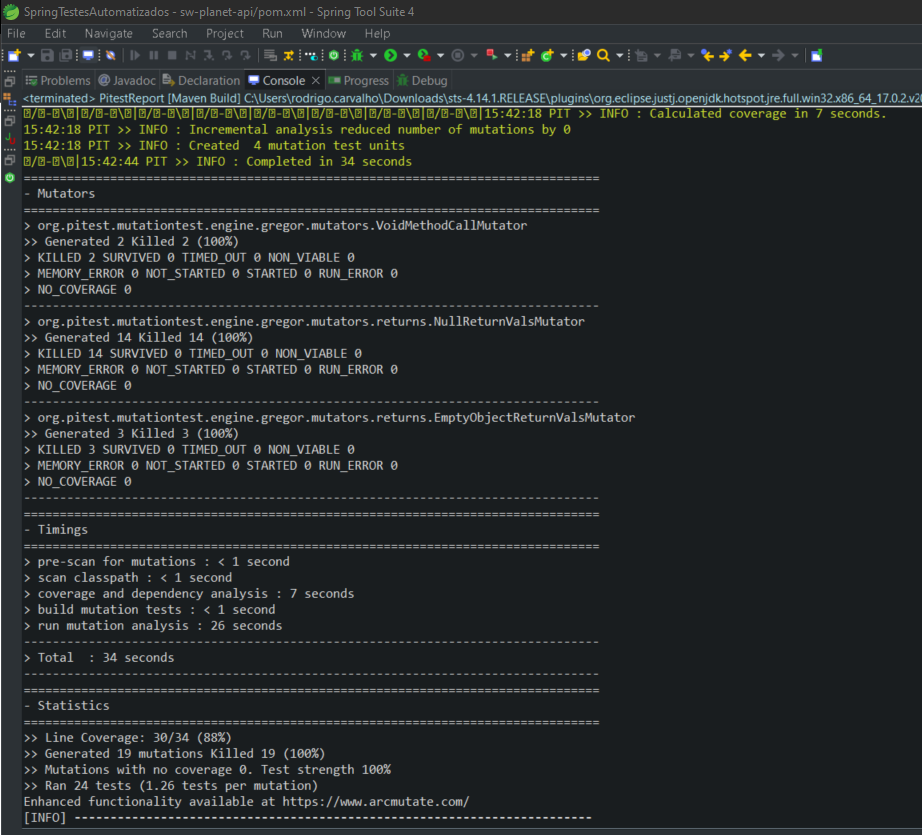 SpringTestesAutomatizados - sw-planet-api/pom.xml - Spring Tool Suite 4
File Edit Navigate Search Project Run Window Help
Problems @ Javadoc Declaration Console Progress Debug
<terminated> PitestReport [Maven Build] C:\Users\rodrigo.carvalho\Downloads\sts-4.14.1.RELEASE\plugins\org.eclipse.justj.openjdk.hotspot.jre.full.win32.x86_64_17.0.2.v20
15:42:18 PIT >> INFO : Calculated coverage in 7 seconds.
15:42:18 PIT >> INFO : Incremental analysis reduced number of mutations by 0
15:42:18 PIT >> INFO : Created  4 mutation test units
15:42:44 PIT >> INFO : Completed in 34 seconds
================================================================================
- Mutators
================================================================================
> org.pitest.mutationtest.engine.gregor.mutators.VoidMethodCallMutator
>> Generated 2 Killed 2 (100%)
> KILLED 2 SURVIVED 0 TIMED_OUT 0 NON_VIABLE 0
> MEMORY_ERROR 0 NOT_STARTED 0 STARTED 0 RUN_ERROR 0
> NO_COVERAGE 0
--------------------------------------------------------------------------------
> org.pitest.mutationtest.engine.gregor.mutators.returns.NullReturnValsMutator
>> Generated 14 Killed 14 (100%)
> KILLED 14 SURVIVED 0 TIMED_OUT 0 NON_VIABLE 0
> MEMORY_ERROR 0 NOT_STARTED 0 STARTED 0 RUN_ERROR 0
> NO_COVERAGE 0
--------------------------------------------------------------------------------
> org.pitest.mutationtest.engine.gregor.mutators.returns.EmptyObjectReturnValsMutator
>> Generated 3 Killed 3 (100%)
> KILLED 3 SURVIVED 0 TIMED_OUT 0 NON_VIABLE 0
> MEMORY_ERROR 0 NOT_STARTED 0 STARTED 0 RUN_ERROR 0
> NO_COVERAGE 0
--------------------------------------------------------------------------------
================================================================================
- Timings
================================================================================
> pre-scan for mutations : < 1 second
> scan classpath : < 1 second
> coverage and dependency analysis : 7 seconds
> build mutation tests : < 1 second
> run mutation analysis : 26 seconds
--------------------------------------------------------------------------------
> Total  : 34 seconds
--------------------------------------------------------------------------------
================================================================================
- Statistics
================================================================================
>> Line Coverage: 30/34 (88%)
>> Generated 19 mutations Killed 19 (100%)
>> Mutations with no coverage 0. Test strength 100%
>> Ran 24 tests (1.26 tests per mutation)
Enhanced functionality available at https://www.arcmutate.com/
[INFO] ------------------------------------------------------------------------